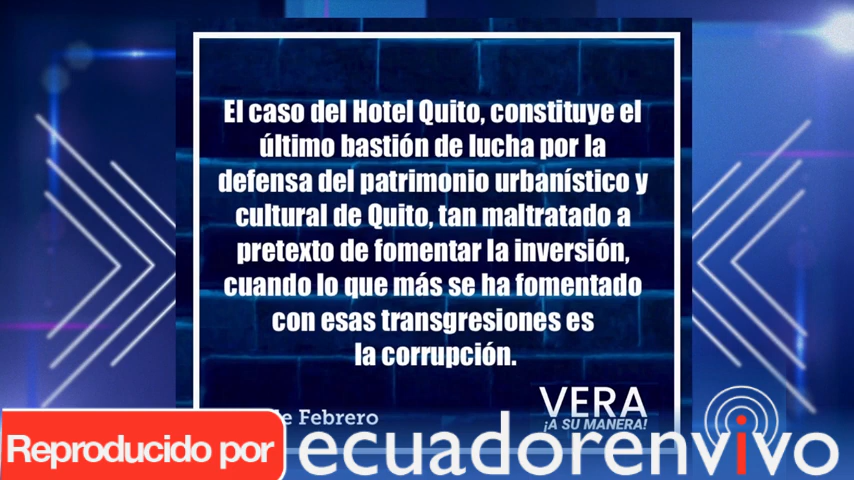 El caso del Hotel Quito, constituye el
último bastión de lucha por la
defensa del patrimonio urbanístico y
cultural de Quito, tan maltratado a
pretexto de fomentar la inversión,
cuando lo que más se ha fomentado
con esas transgresiones es
la corrupción.
de Febrero
VERA
¡A SU MANERA!
Reproducido por
ecuadorenvivo